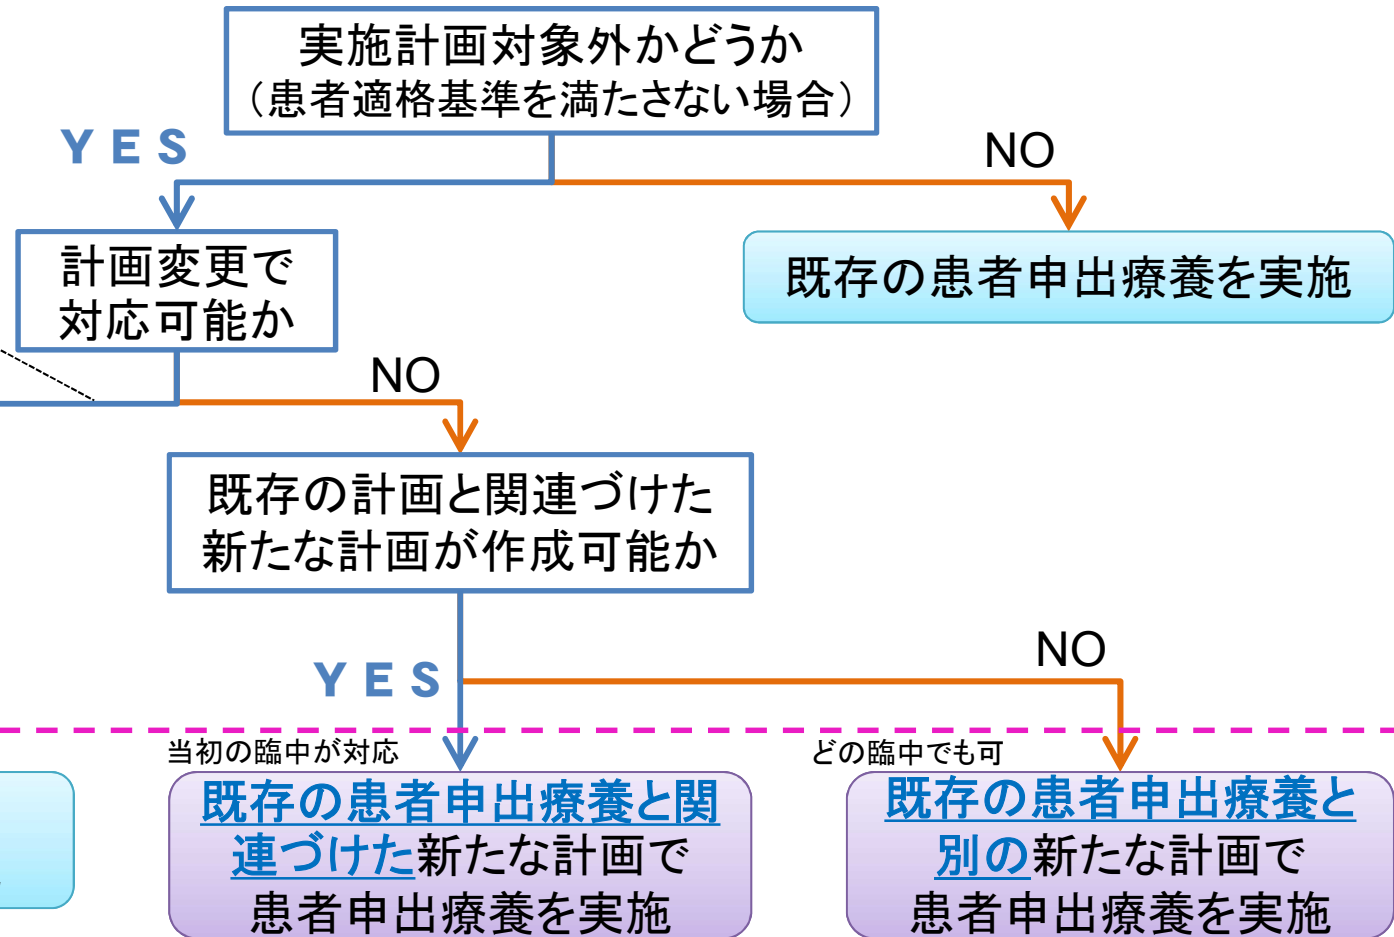 実施計画対象外かどうか
（患者適格基準を満たさない場合）
YES
NO
計画変更で
対応可能か
既存の患者申出療養を実施
NO
既存の計画と関連づけた
新たな計画が作成可能か
YES
NO
当初の臨中が対応
どの臨中でも可
既存の患者申出療養と関
連づけた新たな計画で
患者申出療養を実施
既存の患者申出療養と
別の新たな計画で
患者申出療養を実施